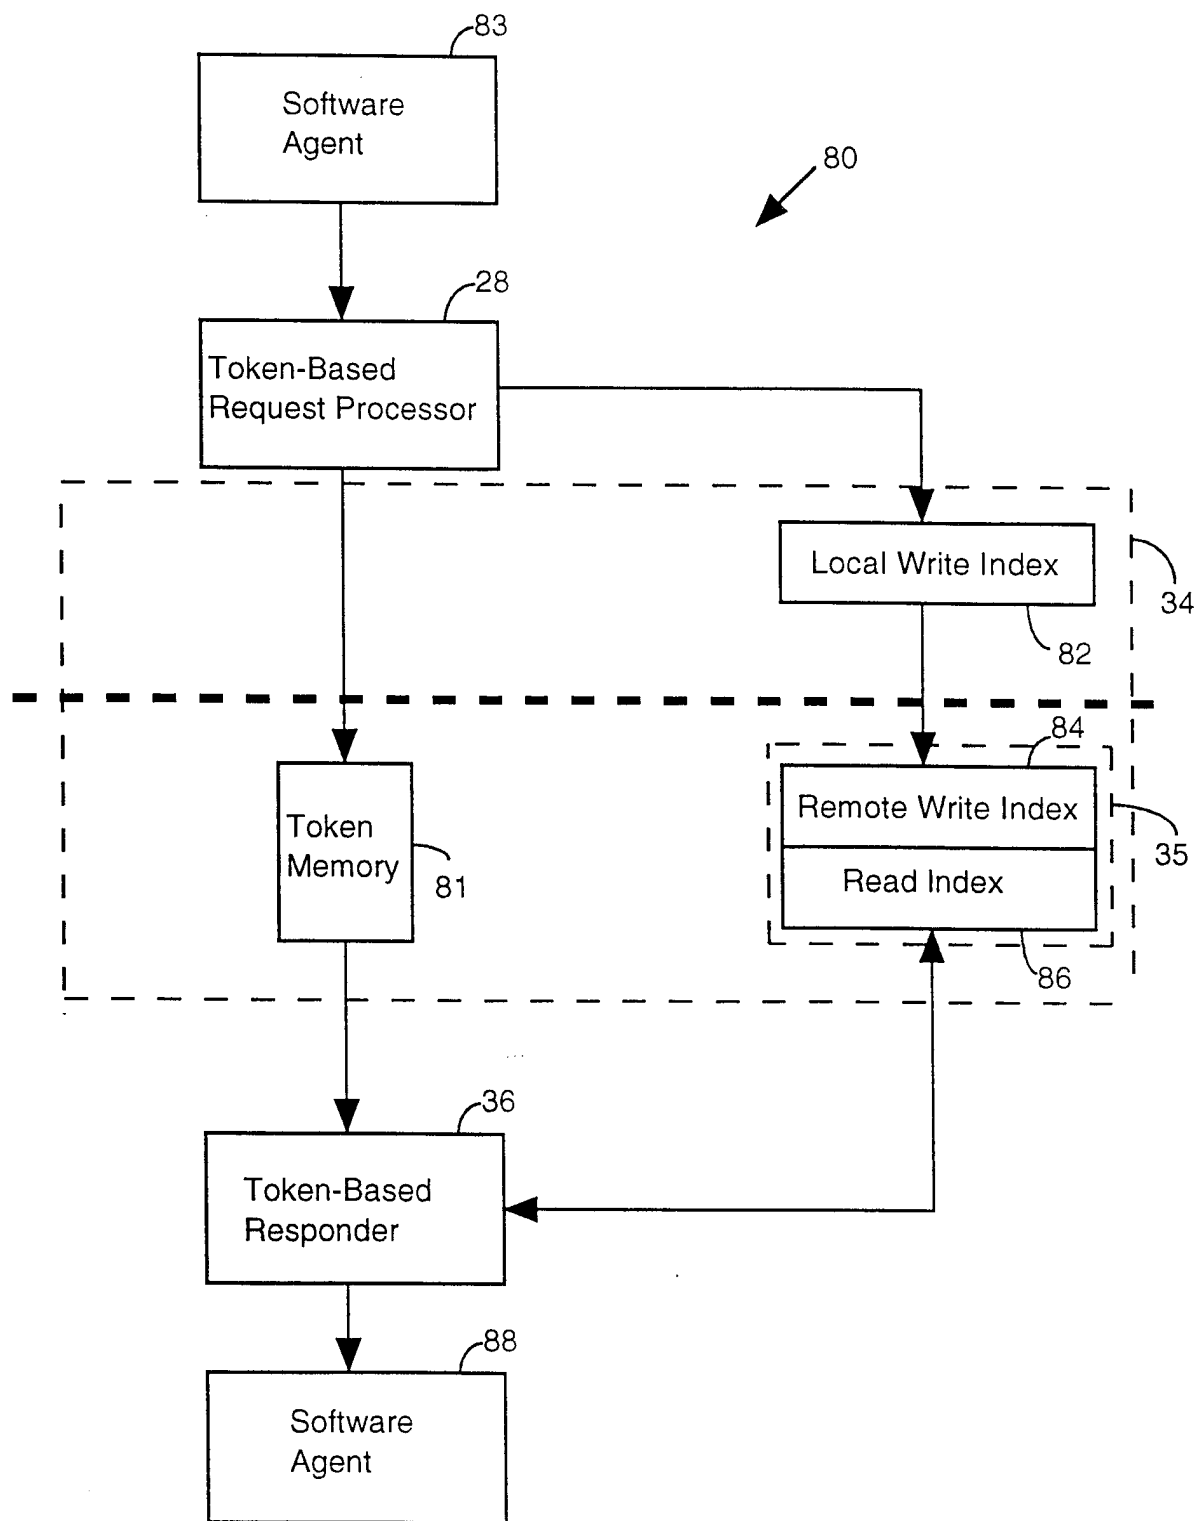 83
Software
Agent
80
28
Token-Based
Request Processor
Local Write Index
34
82
84
Remote Write Index
Token
Memory
81
35
Read Index
86
36
Token-Based
Responder
88
Software
Agent